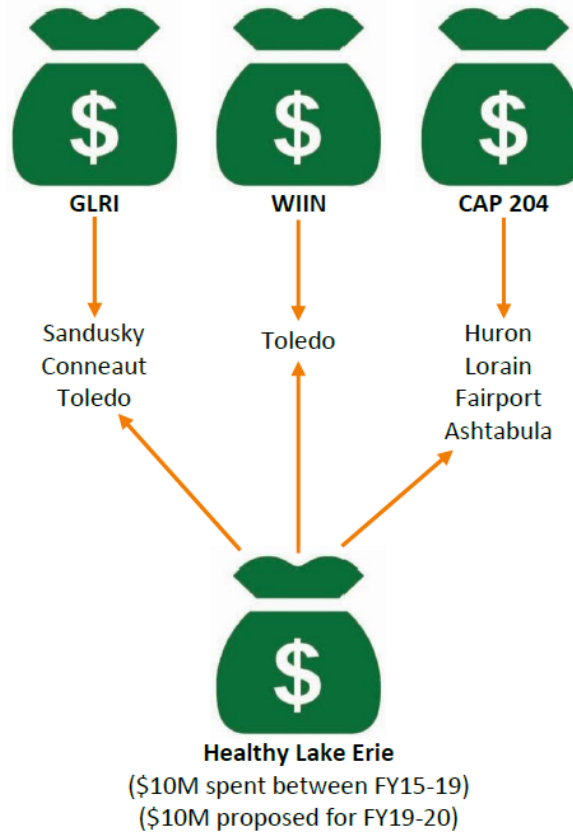 $ $ $
GLRI WIIN CAP 204
Sandusky
Conneaut
Toledo
Toledo
Huron
Lorain
Fairport
Ashtabula
$
Healthy Lake Erie
($10M spent between FY15-19)
($10M proposed for FY19-20)